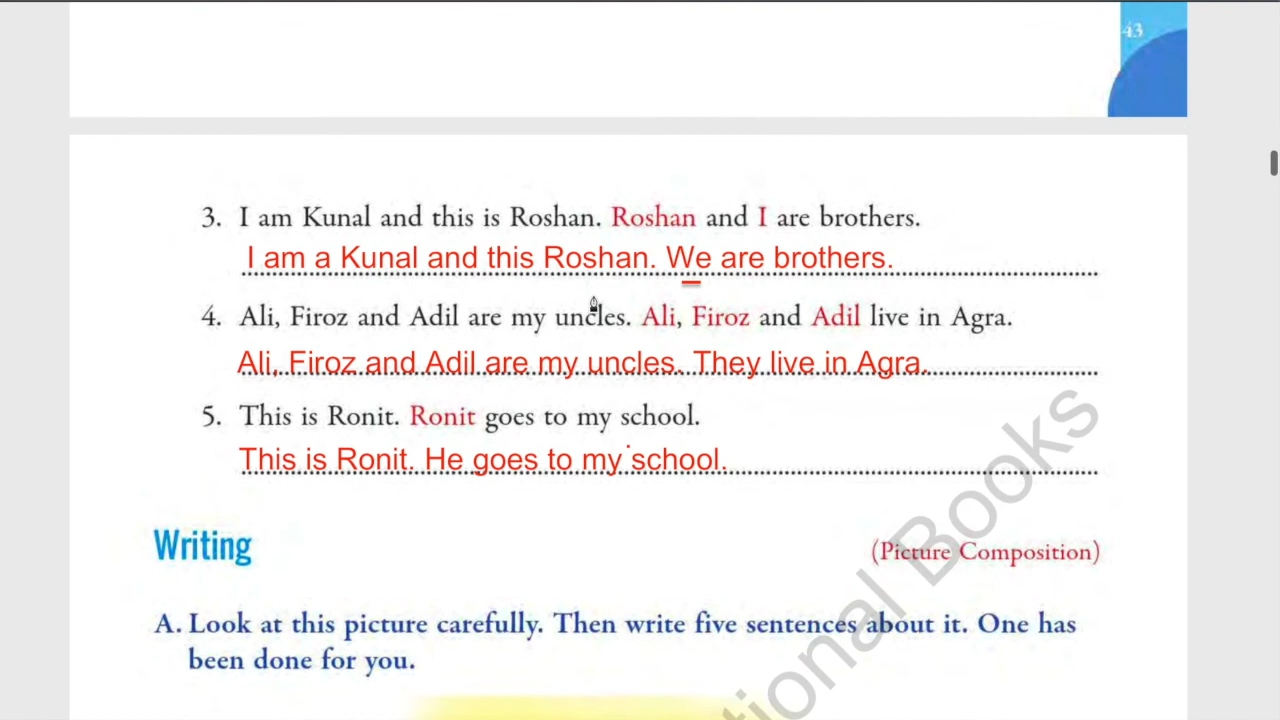 43
3. I am Kunal and this is Roshan. Roshan and I are brothers.
I am a Kunal and this Roshan. We are brothers.
4. Ali, Firoz and Adil are my uncles. Ali, Firoz and Adil live in Agra.
Ali, Firoz and Adil are my uncles. They live in Agra.
5. This is Ronit. Ronit goes to my school.
This is Ronit. He goes to my school.
Writing
(Picture Composition)
A. Look at this picture carefully. Then write five sentences about it. One has
been done for you.
Books